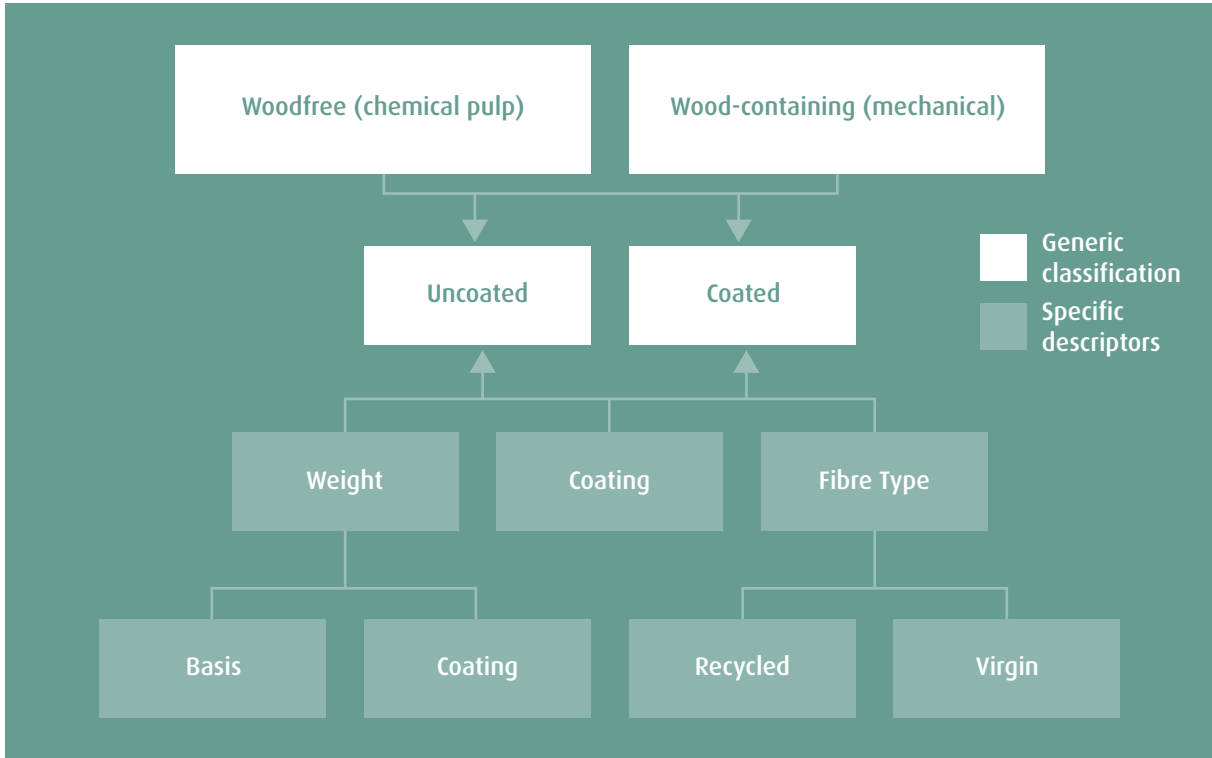 Woodfree (chemical pulp)
Wood-containing (mechanical)
Uncoated
Coated
Generic
classification
Specific
descriptors
Weight
Coating
Fibre Type
Basis
Coating
Recycled
Virgin